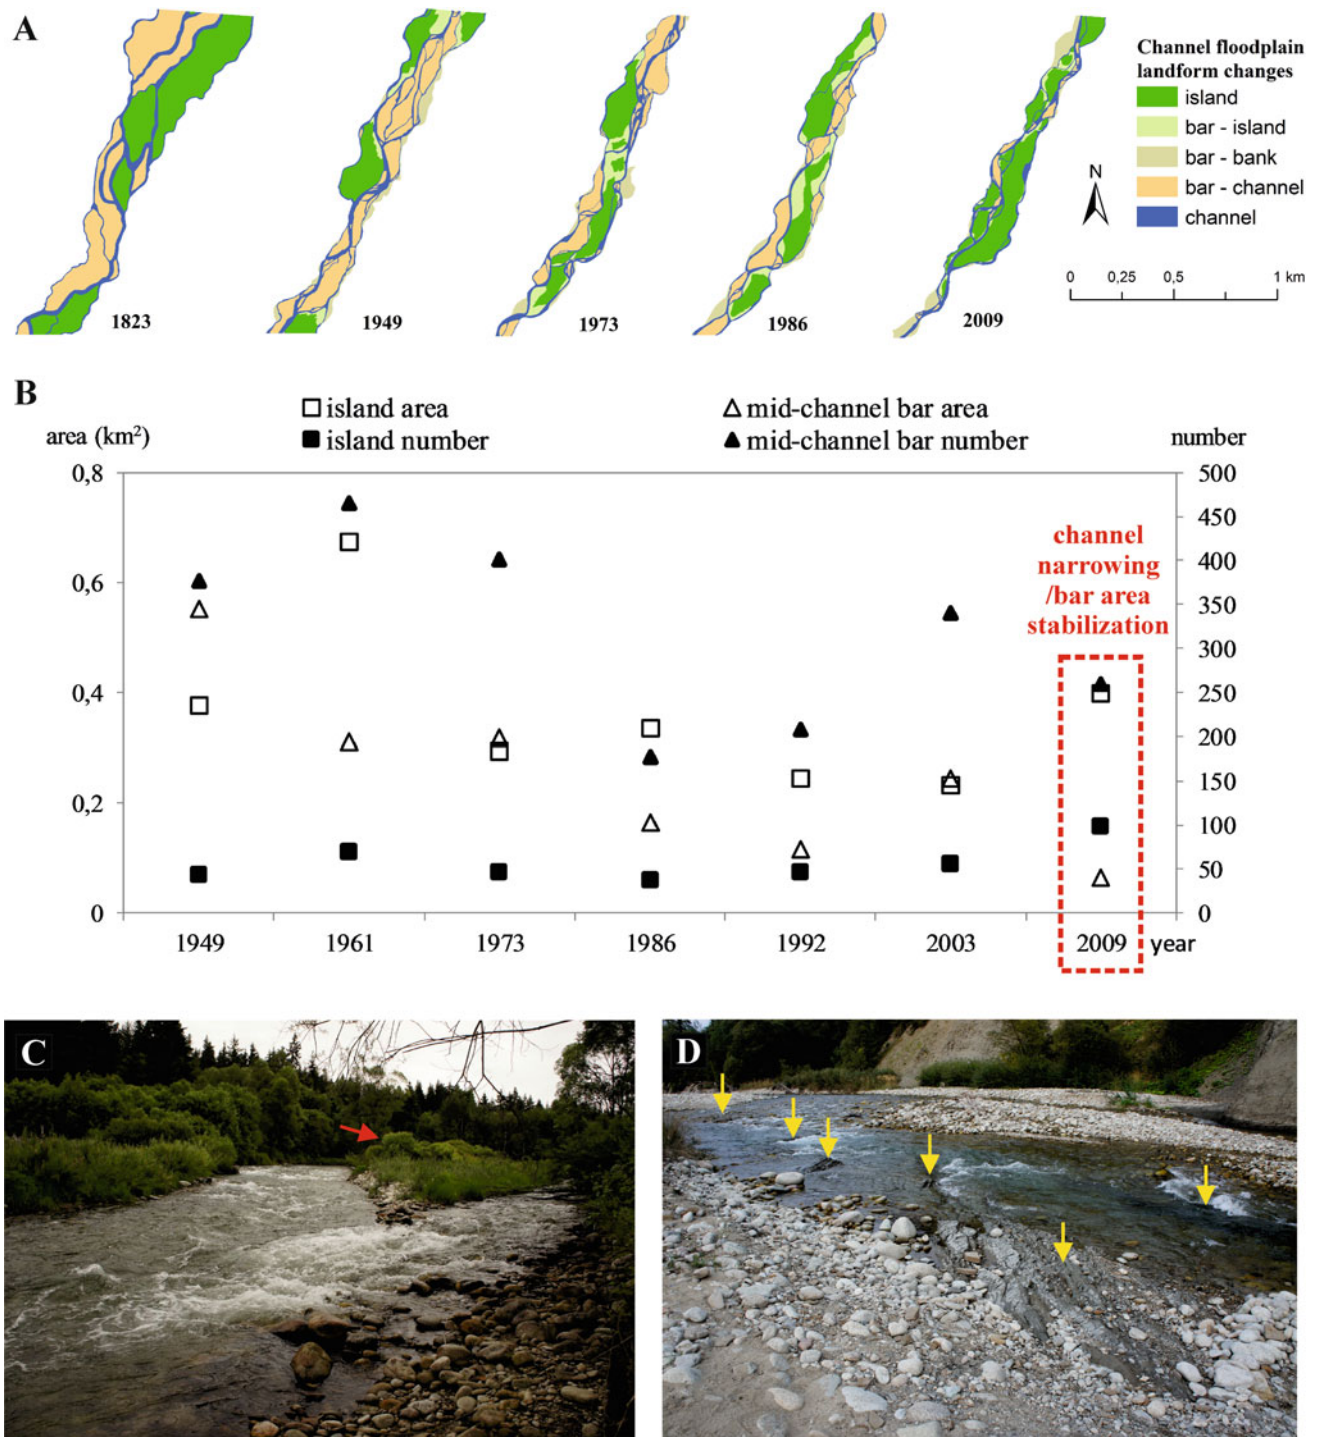 A
1823
1949
1973
1986
2009
N
Channel floodplain
landform changes
island
bar - island
bar - bank
bar - channel
channel
0 0,25 0,5 1 km
B
island area
mid-channel bar area
island number
mid-channel bar number
area (km²)
number
0,8
0,6
0,4
0,2
0
500
450
400
350
300
250
200
150
100
50
0
channel
narrowing
/bar area
stabilization
1949 1961 1973 1986 1992 2003 2009 year
C
D